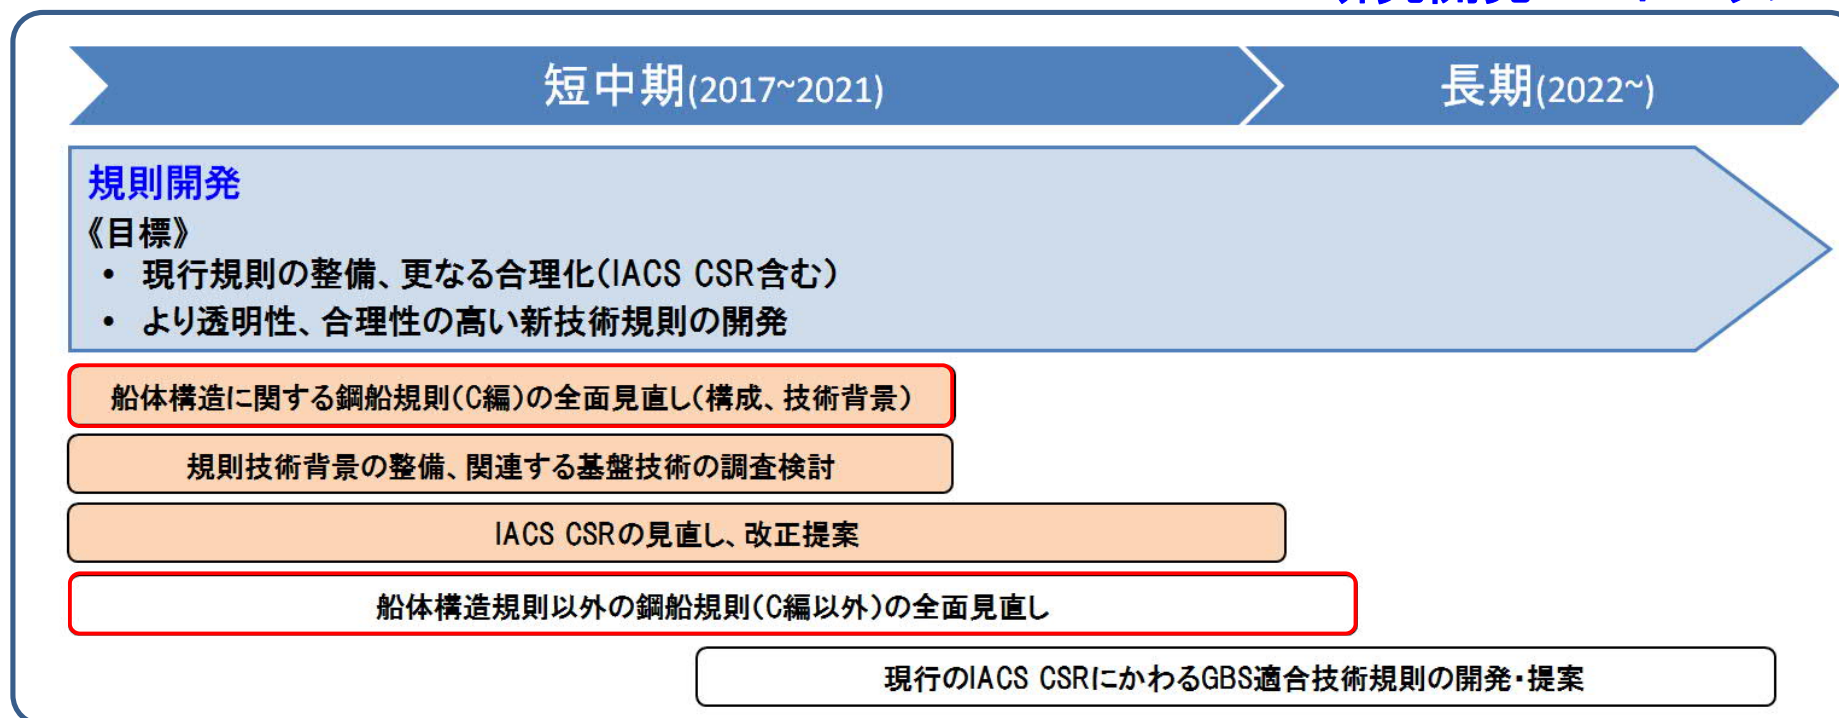 短中期(2017~2021)
長期(2022~)
規則開発
《目標》
• 現行規則の整備、更なる合理化(IACS CSR含む)
• より透明性、合理性の高い新技術規則の開発
船体構造に関する鋼船規則(C編)の全面見直し(構成、技術背景)
規則技術背景の整備、関連する基盤技術の調査検討
IACS CSRの見直し、改正提案
船体構造規則以外の鋼船規則(C編以外)の全面見直し
現行のIACS CSRにかわるGBS適合技術規則の開発・提案